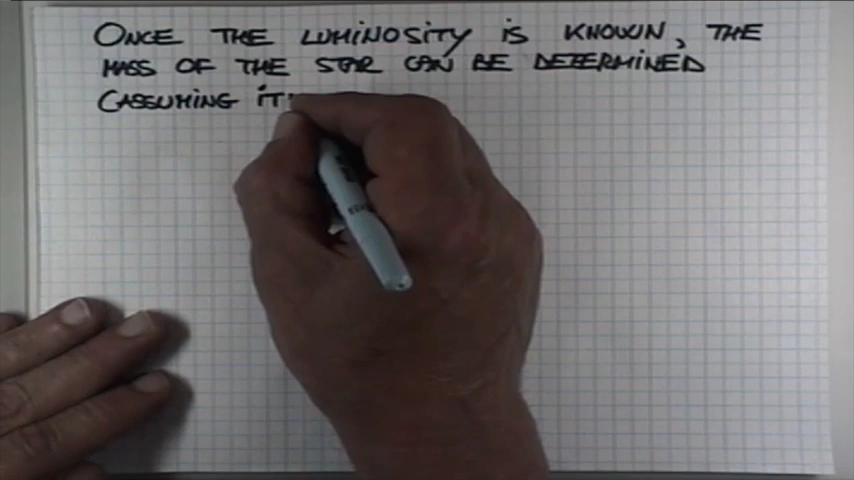 ONCE THE LUMINOSITY IS KNOWN, THE
MASS OF THE STAR CAN BE DETERMINED
(ASSUMING IT